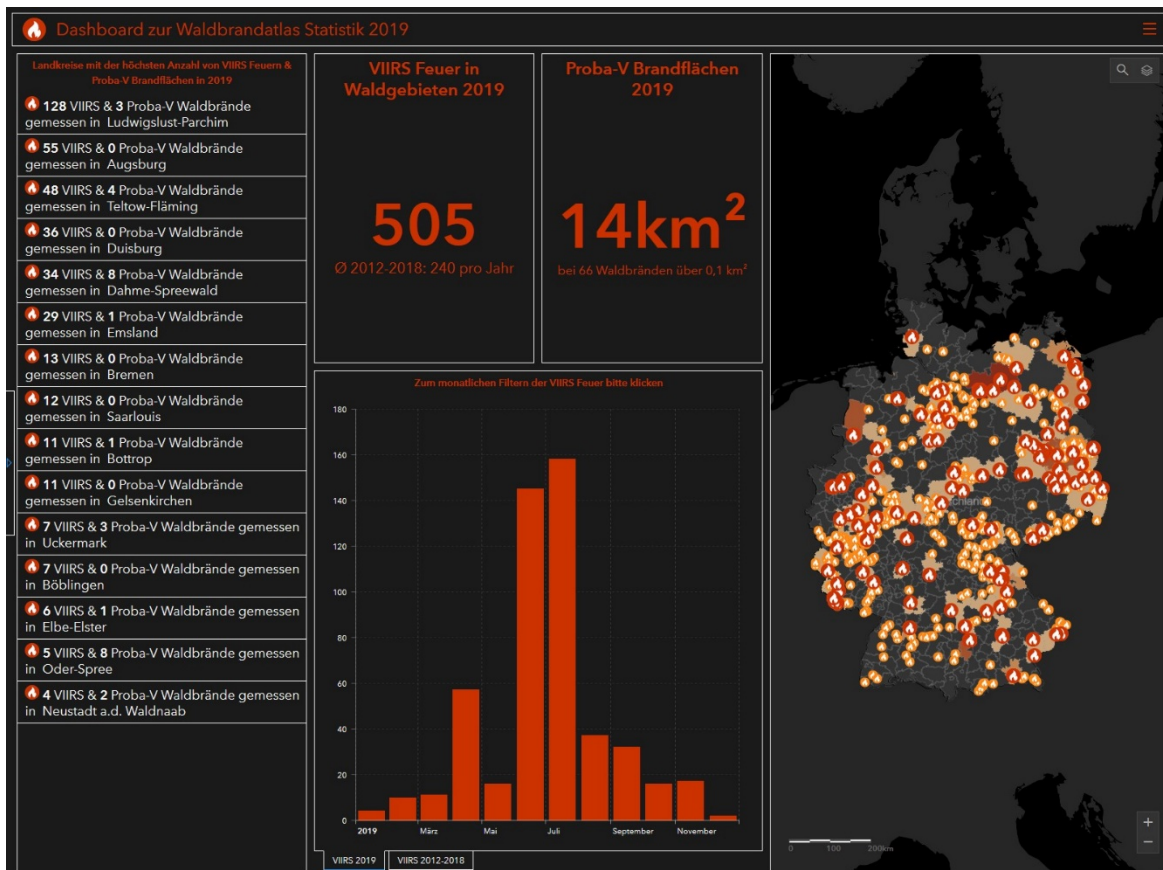 Dashboard zur Waldbrandatlas Statistik 2019
Landkreise mit der höchsten Anzahl von VIIRS Feuern &
Proba-V Brandflächen in 2019
128 VIIRS & 3 Proba-V Waldbrände
gemessen in Ludwigslust-Parchim
55 VIIRS & 0 Proba-V Waldbrände
gemessen in Augsburg
48 VIIRS & 4 Proba-V Waldbrände
gemessen in Teltow-Fläming
36 VIIRS & 0 Proba-V Waldbrände
gemessen in Duisburg
34 VIIRS & 8 Proba-V Waldbrände
gemessen in Dahme-Spreewald
29 VIIRS & 1 Proba-V Waldbrände
gemessen in Emsland
13 VIIRS & 0 Proba-V Waldbrände
gemessen in Bremen
12 VIIRS & 0 Proba-V Waldbrände
gemessen in Saarlouis
11 VIIRS & 1 Proba-V Waldbrände
gemessen in Bottrop
11 VIIRS & 0 Proba-V Waldbrände
gemessen in Gelsenkirchen
7 VIIRS & 3 Proba-V Waldbrände gemessen
in Uckermark
7 VIIRS & 0 Proba-V Waldbrände gemessen
in Böblingen
6 VIIRS & 1 Proba-V Waldbrände gemessen
in Elbe-Elster
5 VIIRS & 8 Proba-V Waldbrände gemessen
in Oder-Spree
4 VIIRS & 2 Proba-V Waldbrände gemessen
in Neustadt a.d. Waldnaab
VIIRS Feuer in
Waldgebieten 2019
505
Ø 2012-2018: 240 pro Jahr
Proba-V Brandflächen
2019
14km²
bei 66 Waldbränden über 0,1 km²
Zum monatlichen Filtern der VIIRS Feuer bitte klicken
180
160
140
120
100
80
60
40
20
0
2019 März Mai Juli September November
VIIRS 2019 VIIRS 2012-2018
0 100 200km
+
−